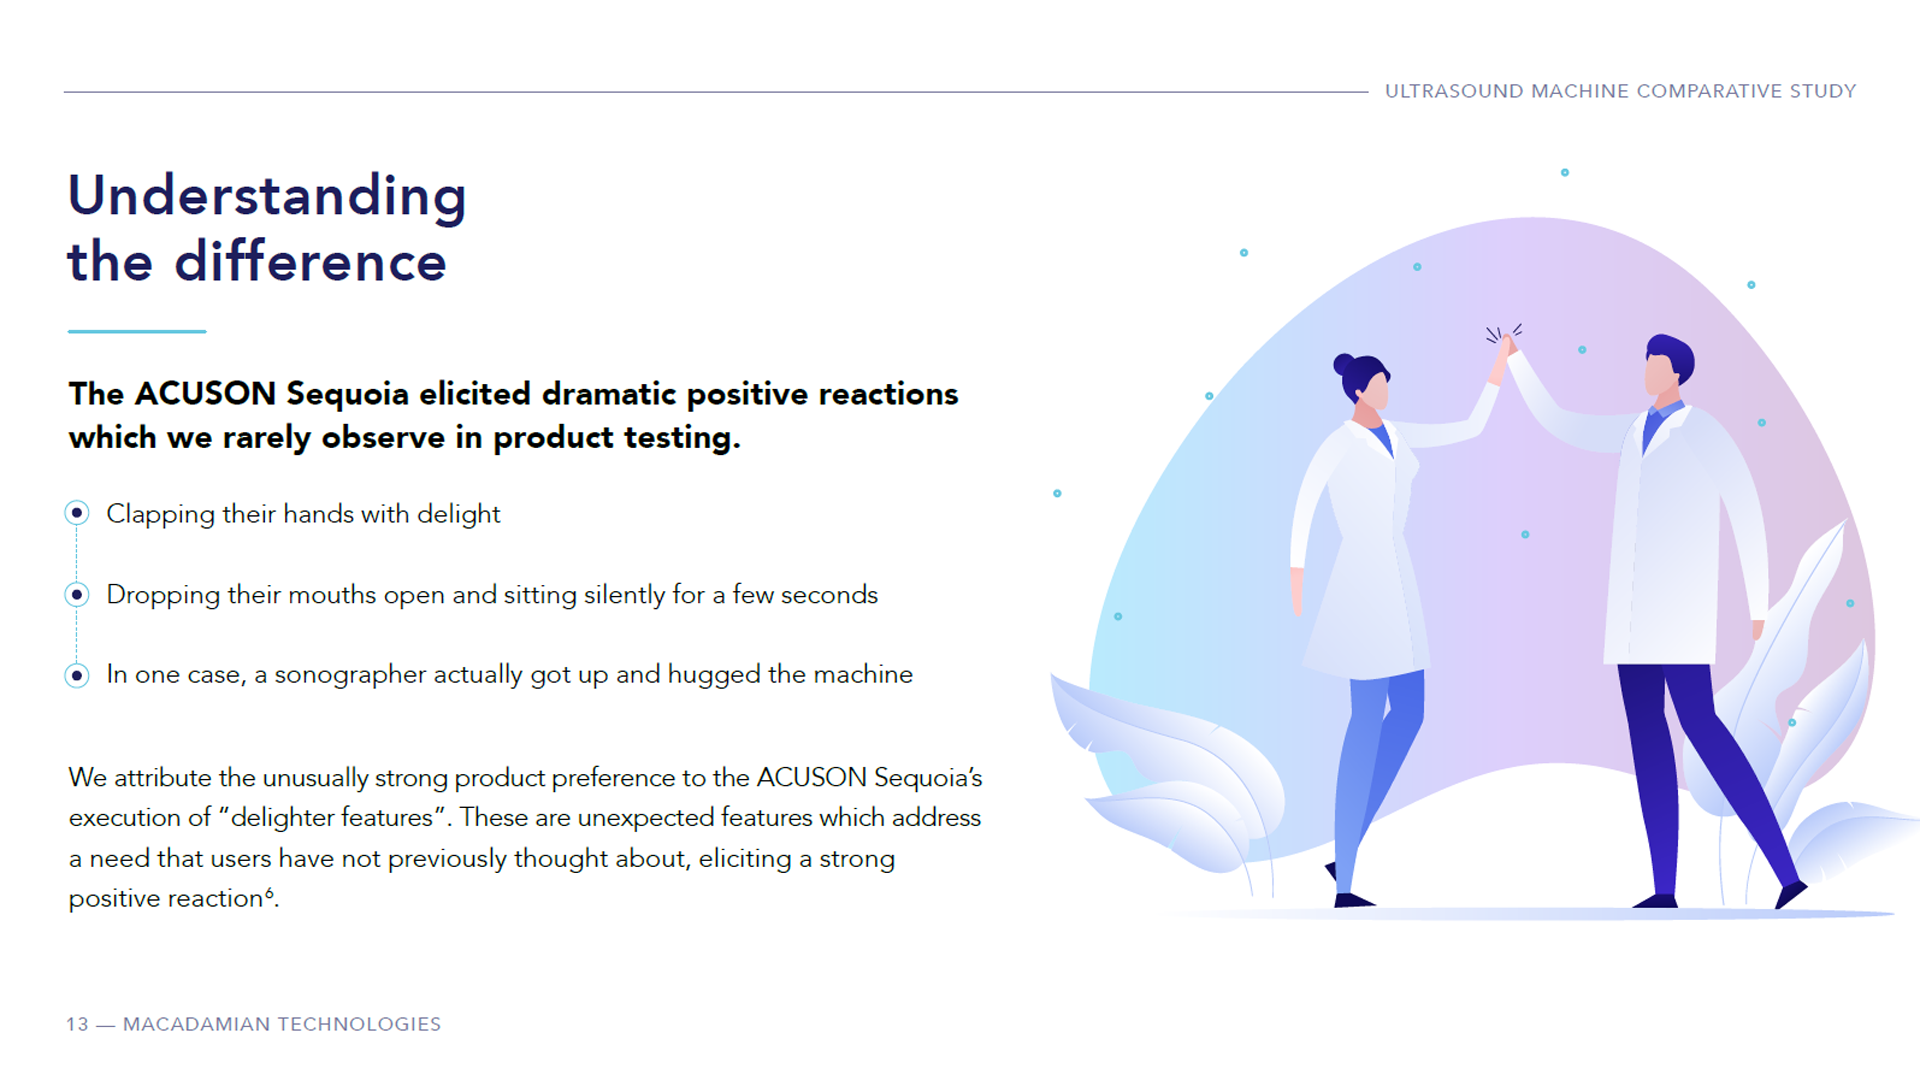 ULTRASOUND MACHINE COMPARATIVE STUDY
Understanding
the difference
The ACUSON Sequoia elicited dramatic positive reactions
which we rarely observe in product testing.
Clapping their hands with delight
Dropping their mouths open and sitting silently for a few seconds
In one case, a sonographer actually got up and hugged the machine
We attribute the unusually strong product preference to the ACUSON Sequoia’s
execution of “delighter features”. These are unexpected features which address
a need that users have not previously thought about, eliciting a strong
positive reaction⁶.
13 — MACADAMIAN TECHNOLOGIES